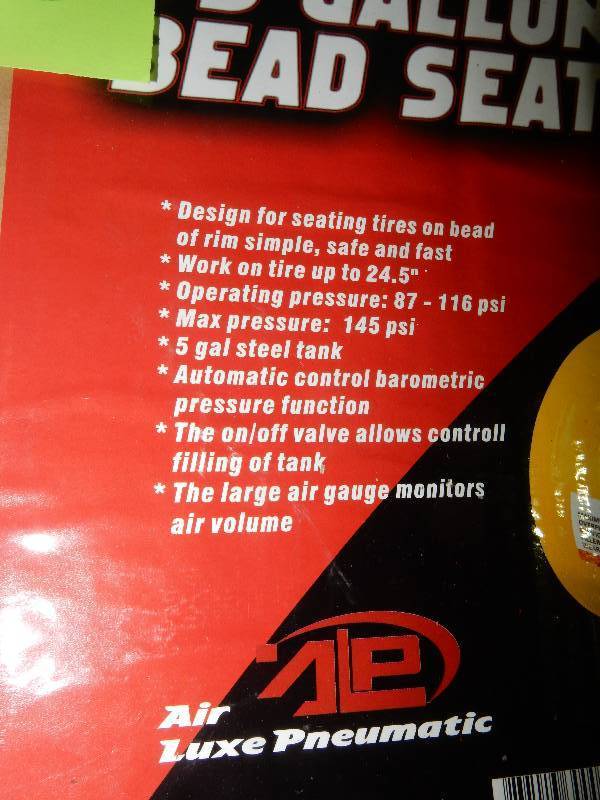 5 GALLON
BEAD SEAT
* Design for seating tires on bead
of rim simple, safe and fast
* Work on tire up to 24.5"
* Operating pressure: 87 - 116 psi
* Max pressure: 145 psi
* 5 gal steel tank
* Automatic control barometric
pressure function
* The on/off valve allows controll
filling of tank
* The large air gauge monitors
air volume
ALP
Air
Luxe Pneumatic